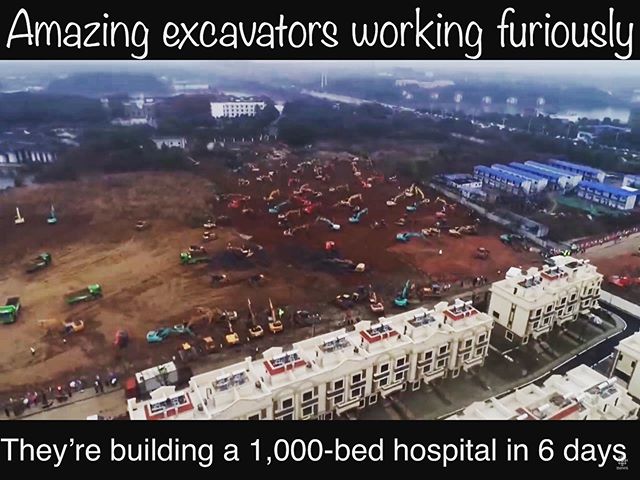 Amazing excavators working furiously
They're building a 1,000-bed hospital in 6 days